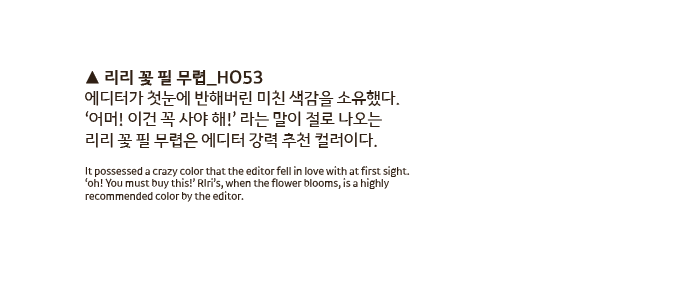 ▲ 리리 꽃 필 무렵_HO53
에디터가 첫눈에 반해버린 미친 색감을 소유했다.
‘어머! 이건 꼭 사야 해!’ 라는 말이 절로 나오는
리리 꽃 필 무렵은 에디터 강력 추천 컬러이다.
It possessed a crazy color that the editor fell in love with at first sight.
‘oh! You must buy this!’ RIri’s, when the flower blooms, is a highly
recommended color by the editor.